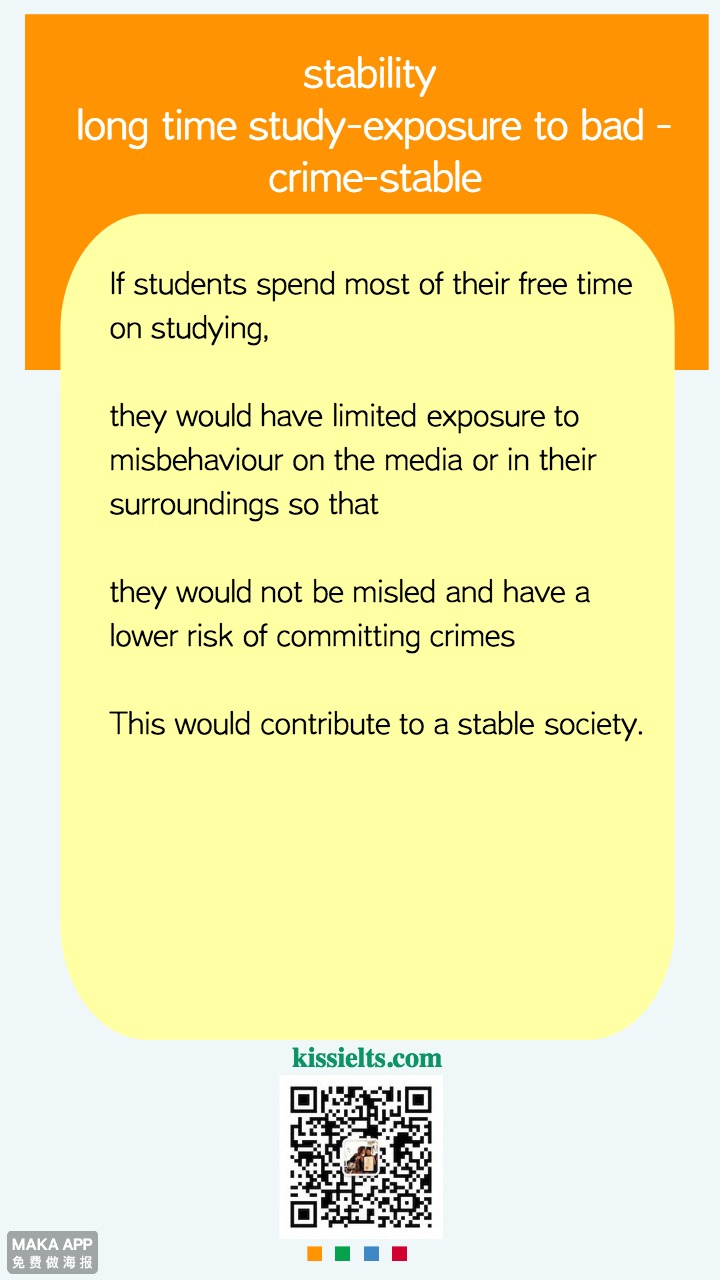 stability
long time study-exposure to bad -
crime-stable
If students spend most of their free time
on studying,
they would have limited exposure to
misbehaviour on the media or in their
surroundings so that
they would not be misled and have a
lower risk of committing crimes
This would contribute to a stable society.
kissielts.com
MAKA APP
免费做海报